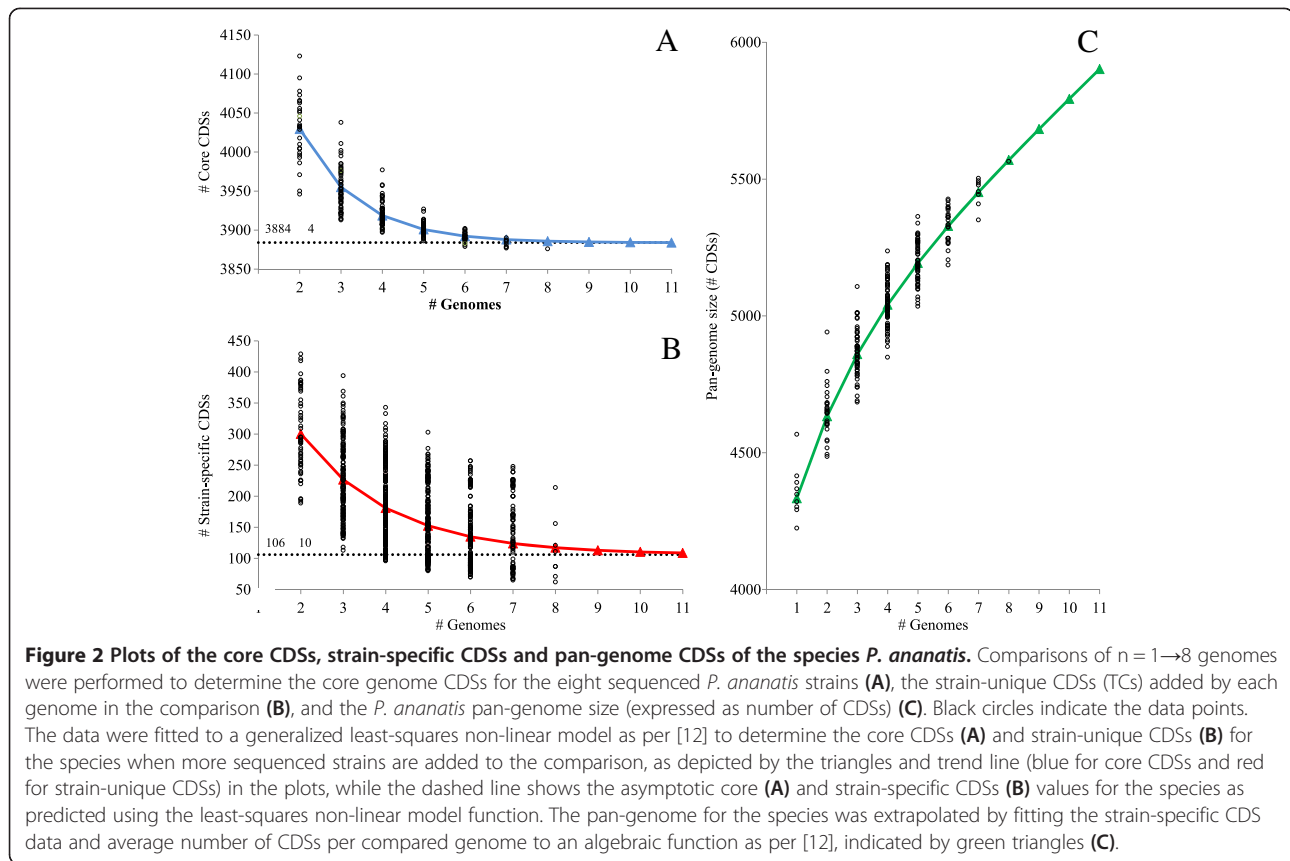 A
# Core CDSs
4150
4100
4050
4000
3950
3900
3850
3884 4
2 3 4 5 6 7 8 9 10 11
# Genomes
B
# Strain-specific CDSs
450
400
350
300
250
200
150
100
50
106 10
2 3 4 5 6 7 8 9 10 11
# Genomes
C
Pan-genome size (# CDSs)
6000
5500
5000
4500
4000
1 2 3 4 5 6 7 8 9 10 11
# Genomes
Figure 2 Plots of the core CDSs, strain-specific CDSs and pan-genome CDSs of the species P. ananatis. Comparisons of n = 1→8 genomes
were performed to determine the core genome CDSs for the eight sequenced P. ananatis strains (A), the strain-unique CDSs (TCs) added by each
genome in the comparison (B), and the P. ananatis pan-genome size (expressed as number of CDSs) (C). Black circles indicate the data points.
The data were fitted to a generalized least-squares non-linear model as per [12] to determine the core CDSs (A) and strain-unique CDSs (B) for
the species when more sequenced strains are added to the comparison, as depicted by the triangles and trend line (blue for core CDSs and red
for strain-unique CDSs) in the plots, while the dashed line shows the asymptotic core (A) and strain-specific CDSs (B) values for the species as
predicted using the least-squares non-linear model function. The pan-genome for the species was extrapolated by fitting the strain-specific CDS
data and average number of CDSs per compared genome to an algebraic function as per [12], indicated by green triangles (C).